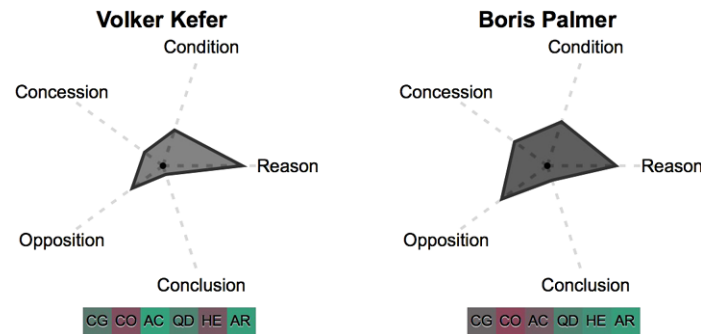 Volker Kefer
Condition
Concession
Reason
Opposition
Conclusion
CG CO AC QD HE AR
Boris Palmer
Condition
Concession
Reason
Opposition
Conclusion
CG CO AC QD HE AR